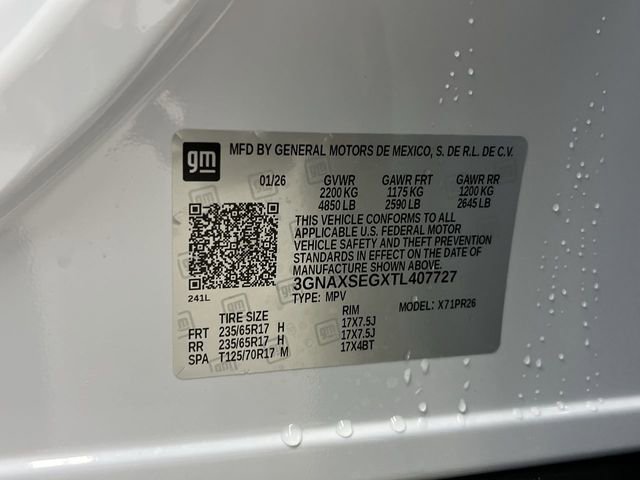 gm
MFD BY GENERAL MOTORS DE MEXICO, S. DE R.L. DE C.V.
01/26 GVWR GAWR FRT GAWR RR
2200 KG 1175 KG 1200 KG
4850 LB 2590 LB 2645 LB
THIS VEHICLE CONFORMS TO ALL
APPLICABLE U.S. FEDERAL MOTOR
VEHICLE SAFETY AND THEFT PREVENTION
STANDARDS IN EFFECT ON THE DATE OF
MANUFACTURE SHOWN ABOVE.
3GNAXSEGXTL407727
241L
TYPE: MPV MODEL: X71PR26
TIRE SIZE RIM
FRT 235/65R17 H 17X7.5J
RR 235/65R17 H 17X7.5J
SPA T125/70R17 M 17X4BT